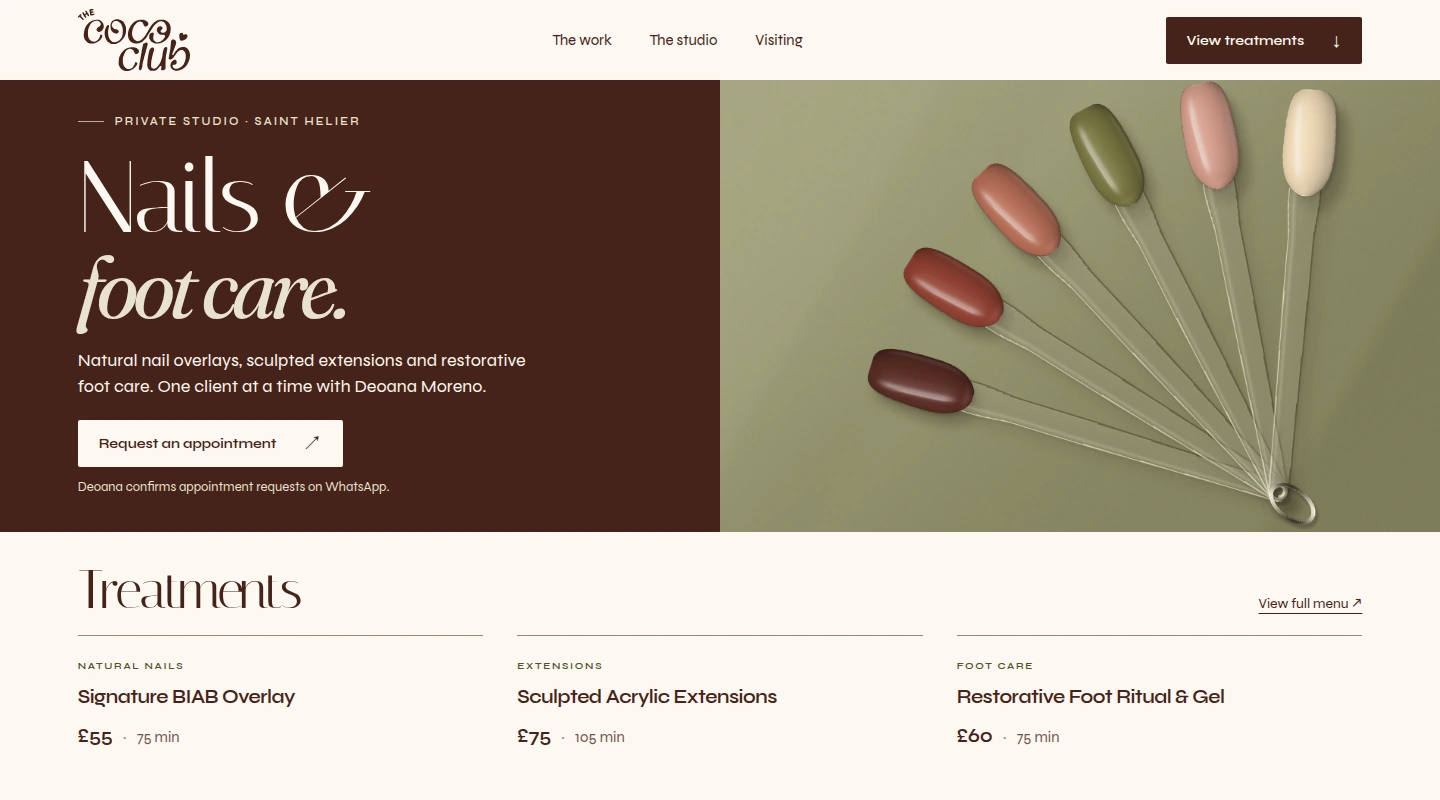 THE
coco
club
The work
The studio
Visiting
View treatments ↓
PRIVATE STUDIO · SAINT HELIER
Nails &
foot care.
Natural nail overlays, sculpted extensions and restorative
foot care. One client at a time with Deoana Moreno.
Request an appointment ↗
Deoana confirms appointment requests on WhatsApp.
Treatments
View full menu ↗
NATURAL NAILS
Signature BIAB Overlay
£55 · 75 min
EXTENSIONS
Sculpted Acrylic Extensions
£75 · 105 min
FOOT CARE
Restorative Foot Ritual & Gel
£60 · 75 min